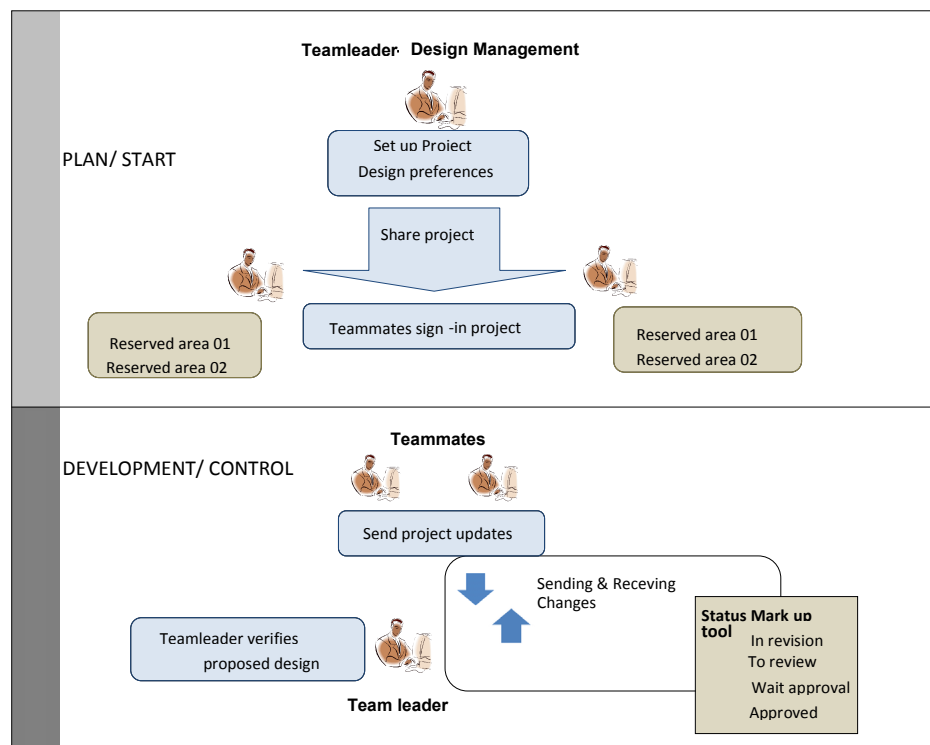 Teamleader- Design Management
Set up Project
Design preferences
PLAN/ START
Share project
Teammates sign -in project
Reserved area 01
Reserved area 02
Reserved area 01
Reserved area 02
Teammates
DEVELOPMENT/ CONTROL
Send project updates
Sending & Receving
Changes
Teamleader verifies
proposed design
Team leader
Status Mark up
tool
In revision
To review
Wait approval
Approved